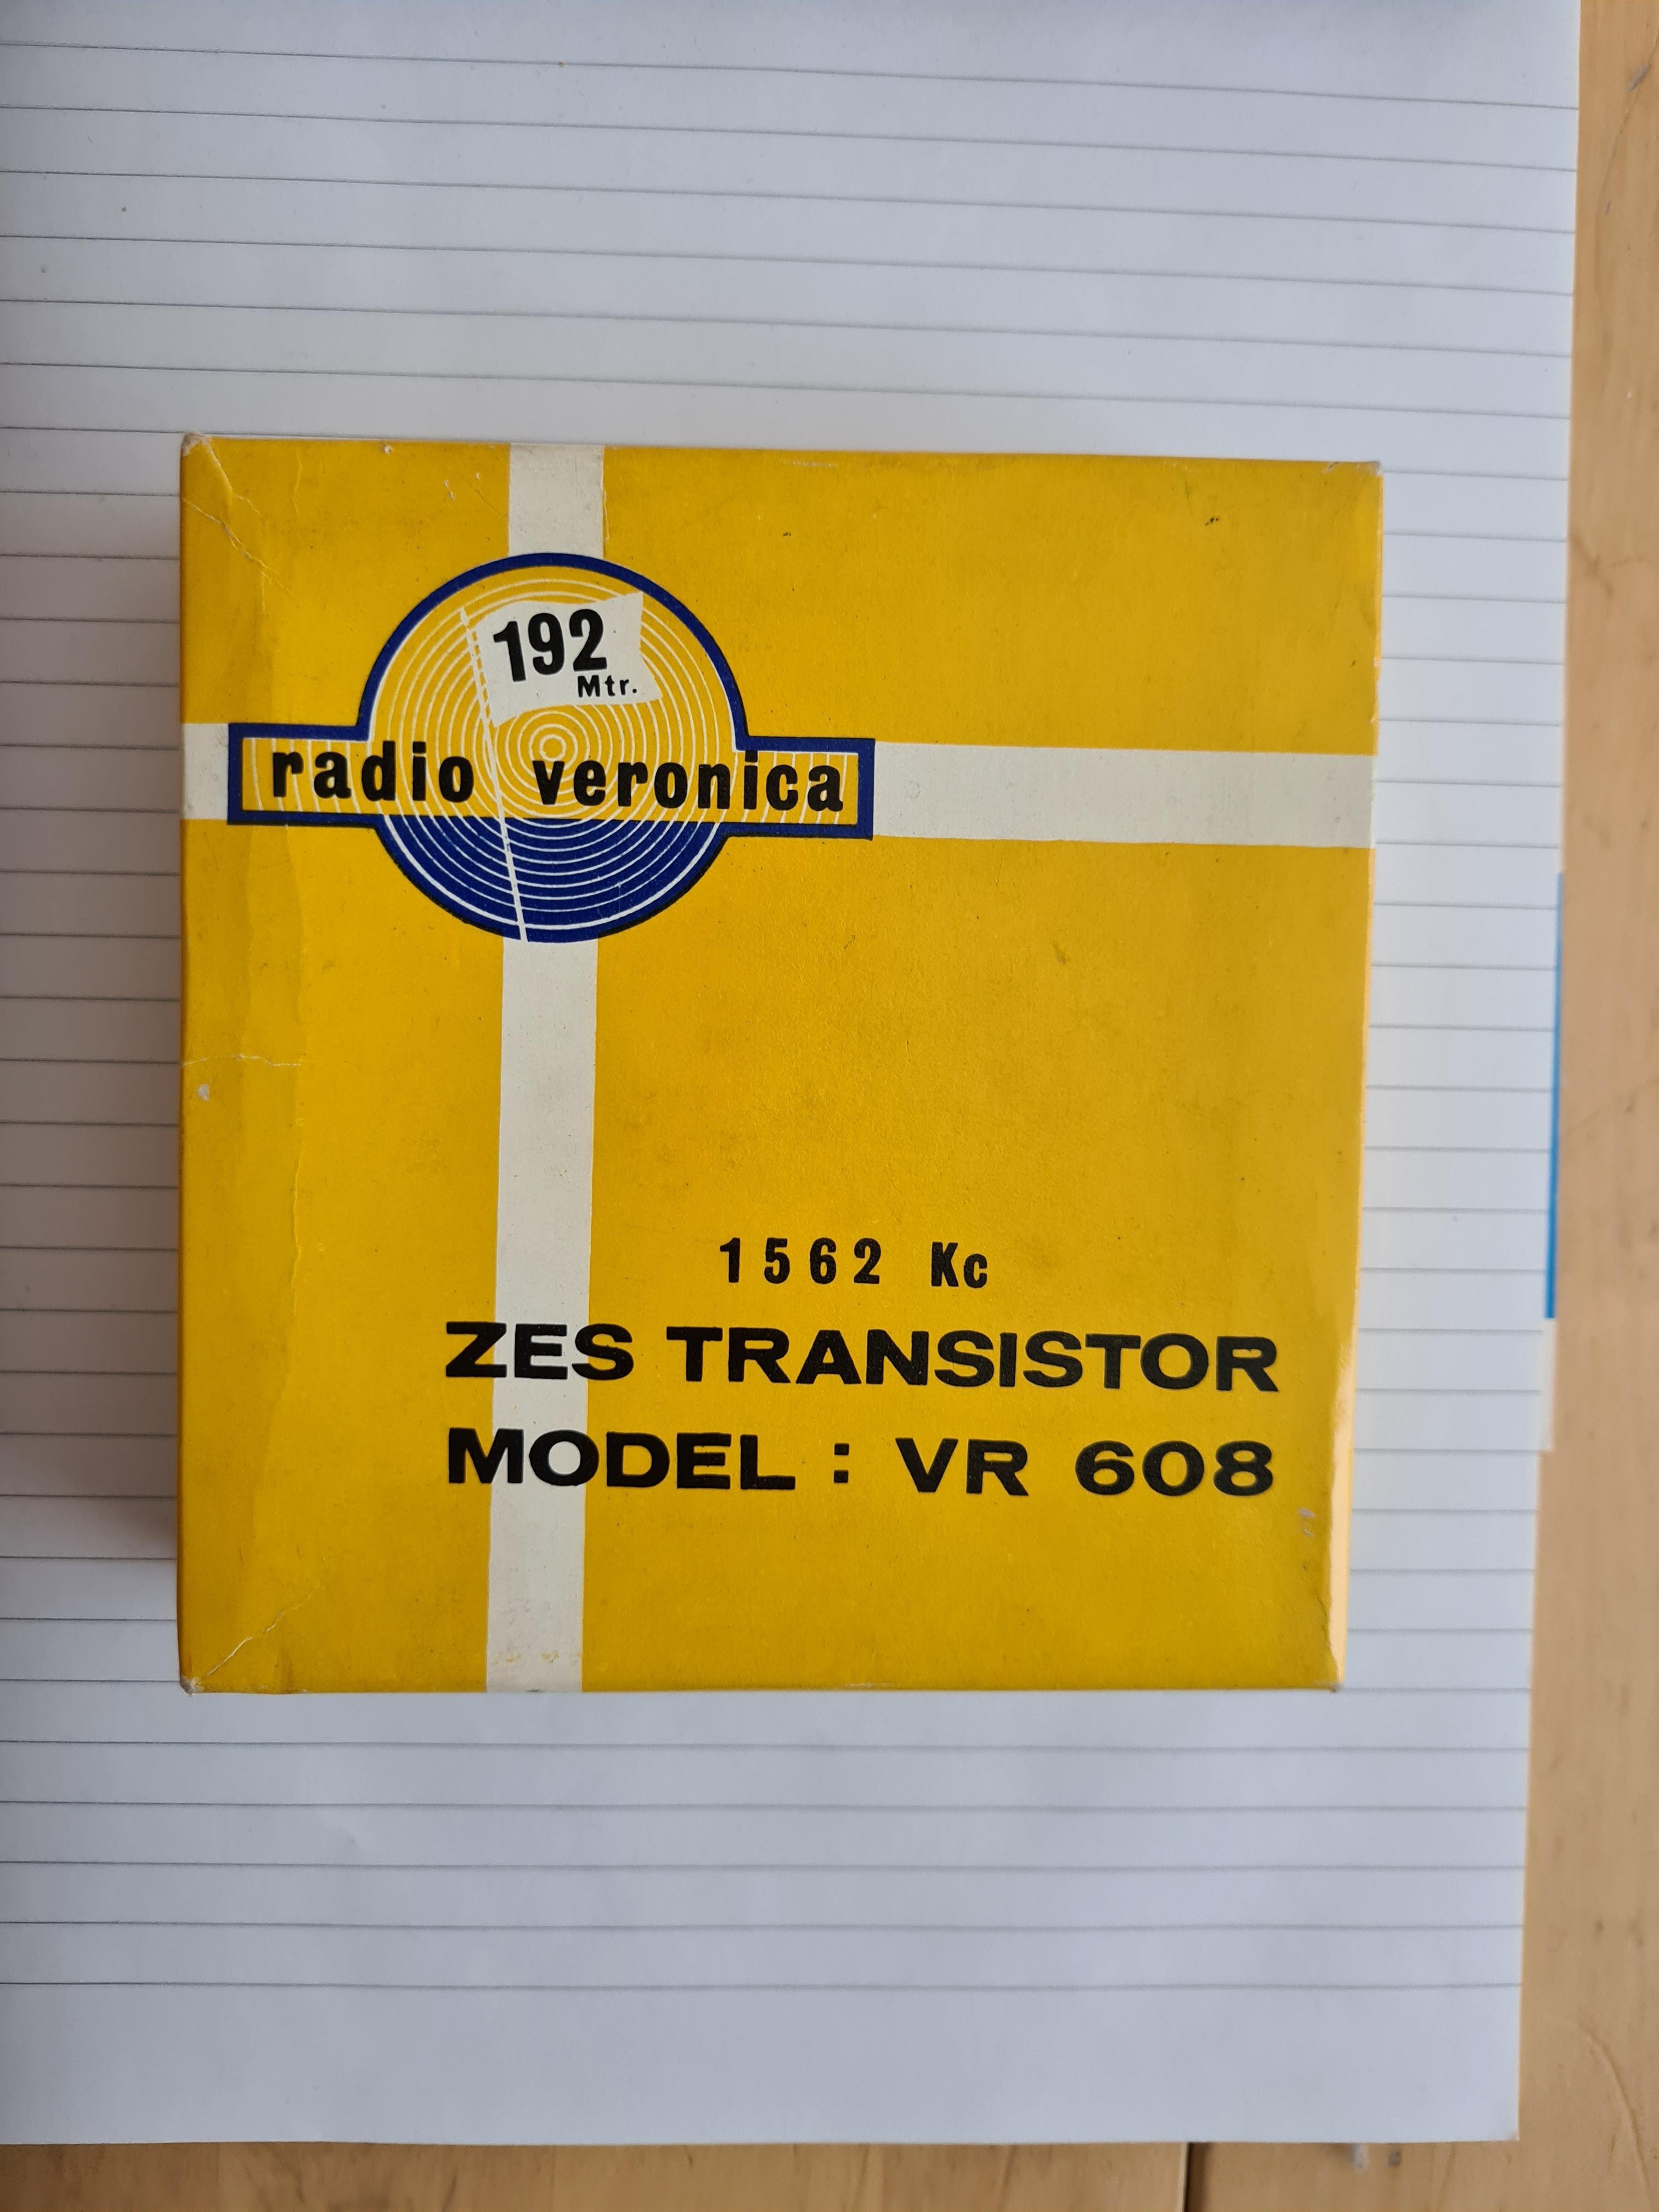 192
Mtr.
radio veronica
1562 Kc
ZES TRANSISTOR
MODEL : VR 608